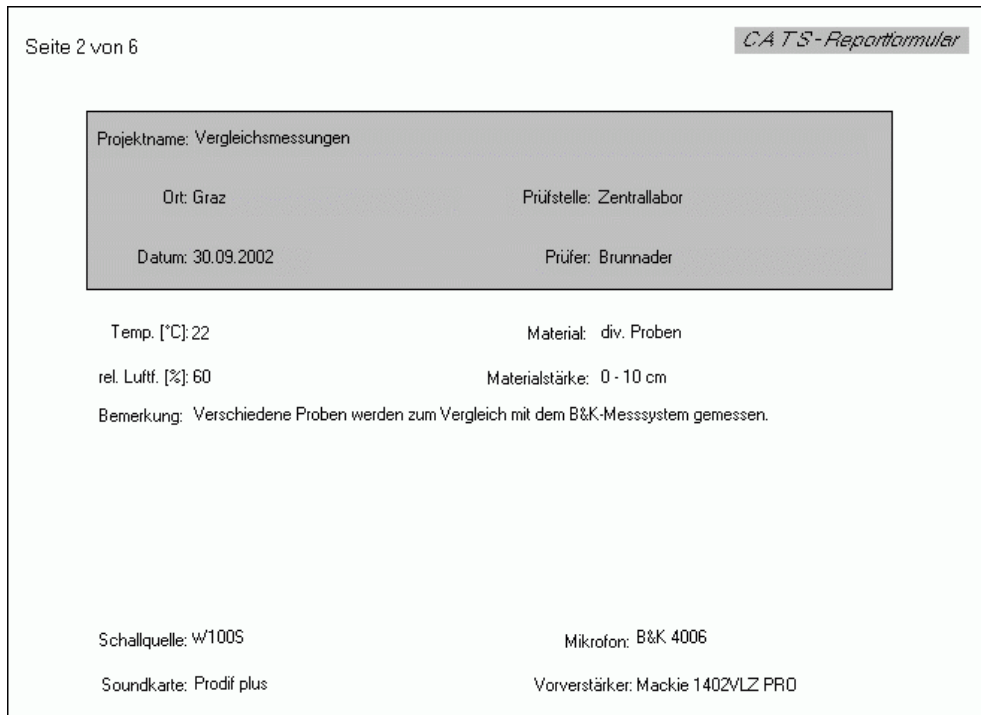 Seite 2 von 6
CATS-Reportformular
Projektname: Vergleichsmessungen
Ort: Graz Prüfstelle: Zentrallabor
Datum: 30.09.2002 Prüfer: Brunnader
Temp. [°C]: 22 Material: div. Proben
rel. Luftf. [%]: 60 Materialstärke: 0 - 10 cm
Bemerkung: Verschiedene Proben werden zum Vergleich mit dem B&K-Messsystem gemessen.
Schallquelle: W100S Mikrofon: B&K 4006
Soundkarte: Prodif plus Vorverstärker: Mackie 1402VLZ PRO